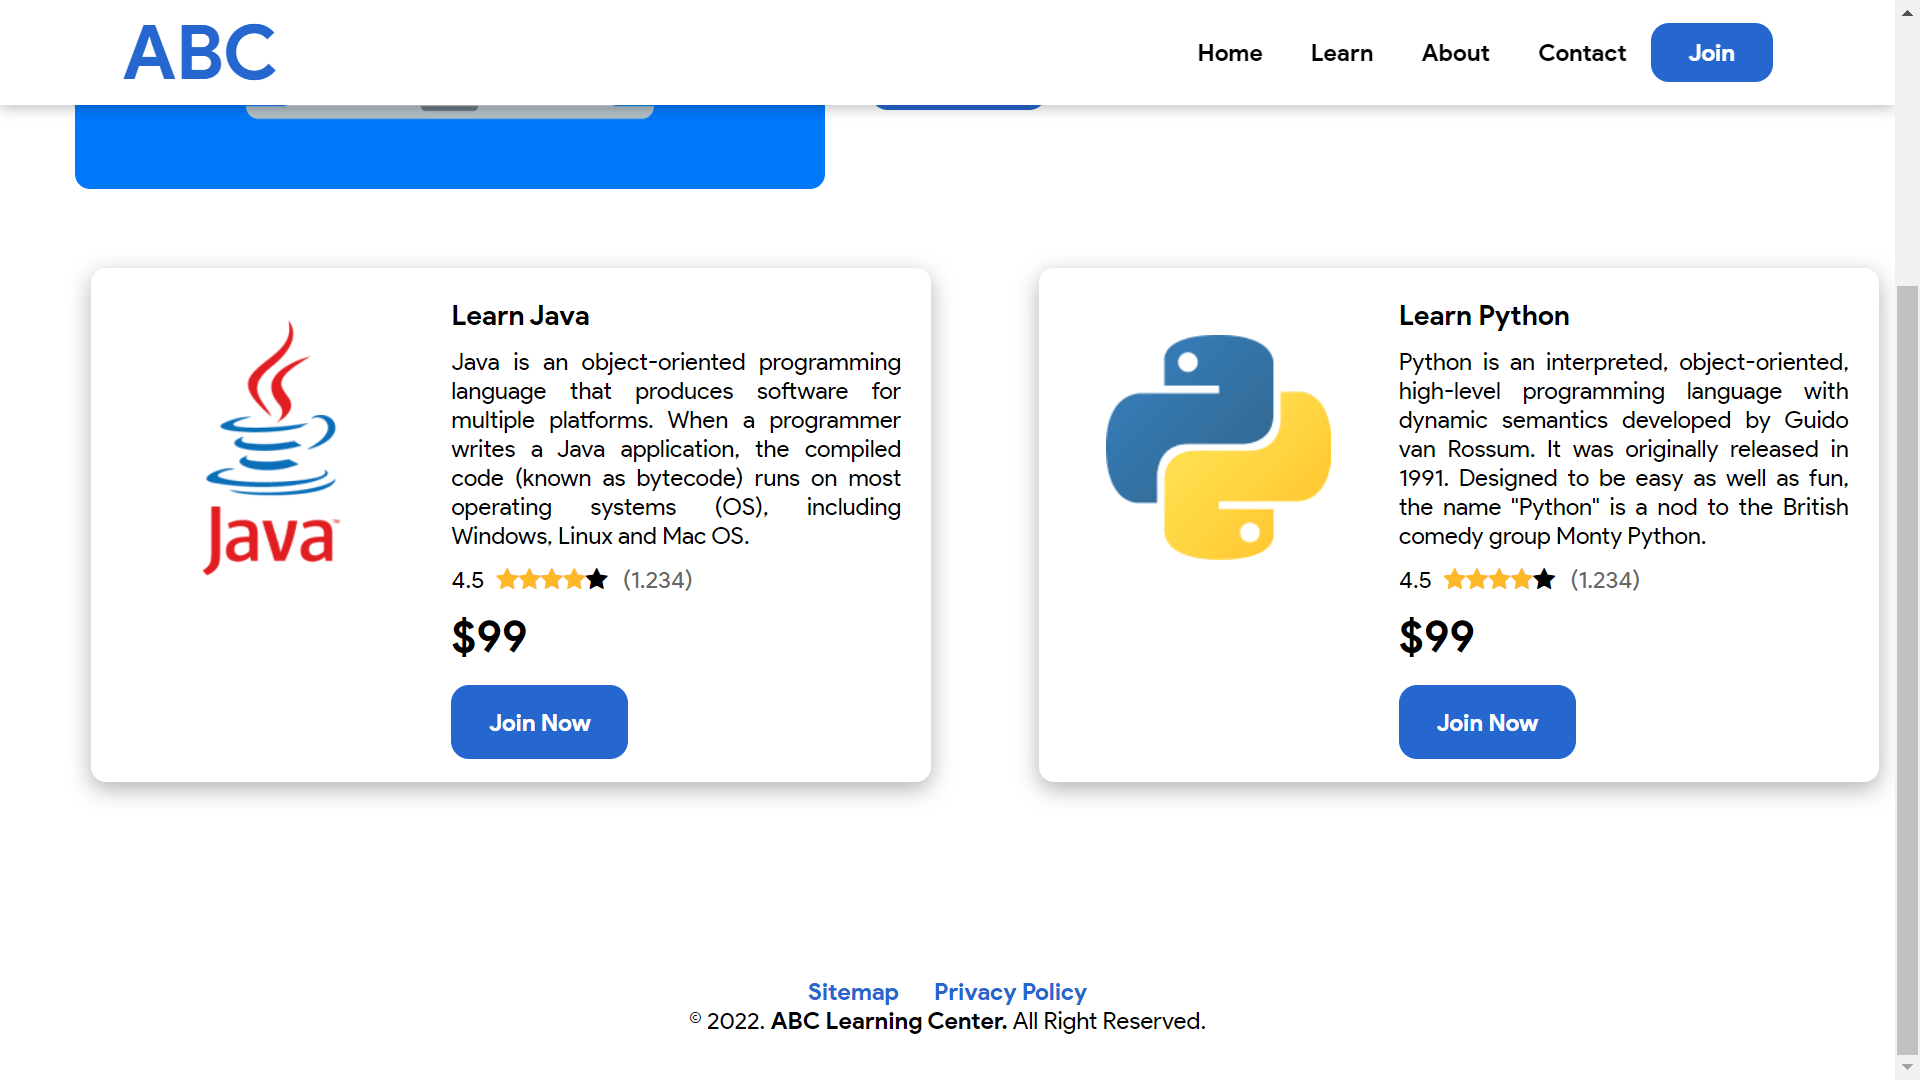 ABC
Home Learn About Contact Join
Learn Java
Java is an object-oriented programming
language that produces software for
multiple platforms. When a programmer
writes a Java application, the compiled
code (known as bytecode) runs on most
operating systems (OS), including
Windows, Linux and Mac OS.
4.5 (1.234)
$99
Join Now
Java™
Learn Python
Python is an interpreted, object-oriented,
high-level programming language with
dynamic semantics developed by Guido
van Rossum. It was originally released in
1991. Designed to be easy as well as fun,
the name "Python" is a nod to the British
comedy group Monty Python.
4.5 (1.234)
$99
Join Now
Sitemap Privacy Policy
© 2022. ABC Learning Center. All Right Reserved.